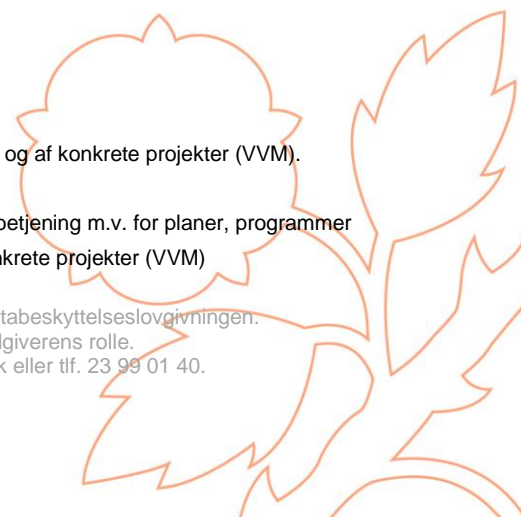 og af konkrete projekter (VVM).
betjening m.v. for planer, programmer
nkrete projekter (VVM)
tabeskyttelseslovgivningen.
dgiverens rolle.
k eller tlf. 23 99 01 40.